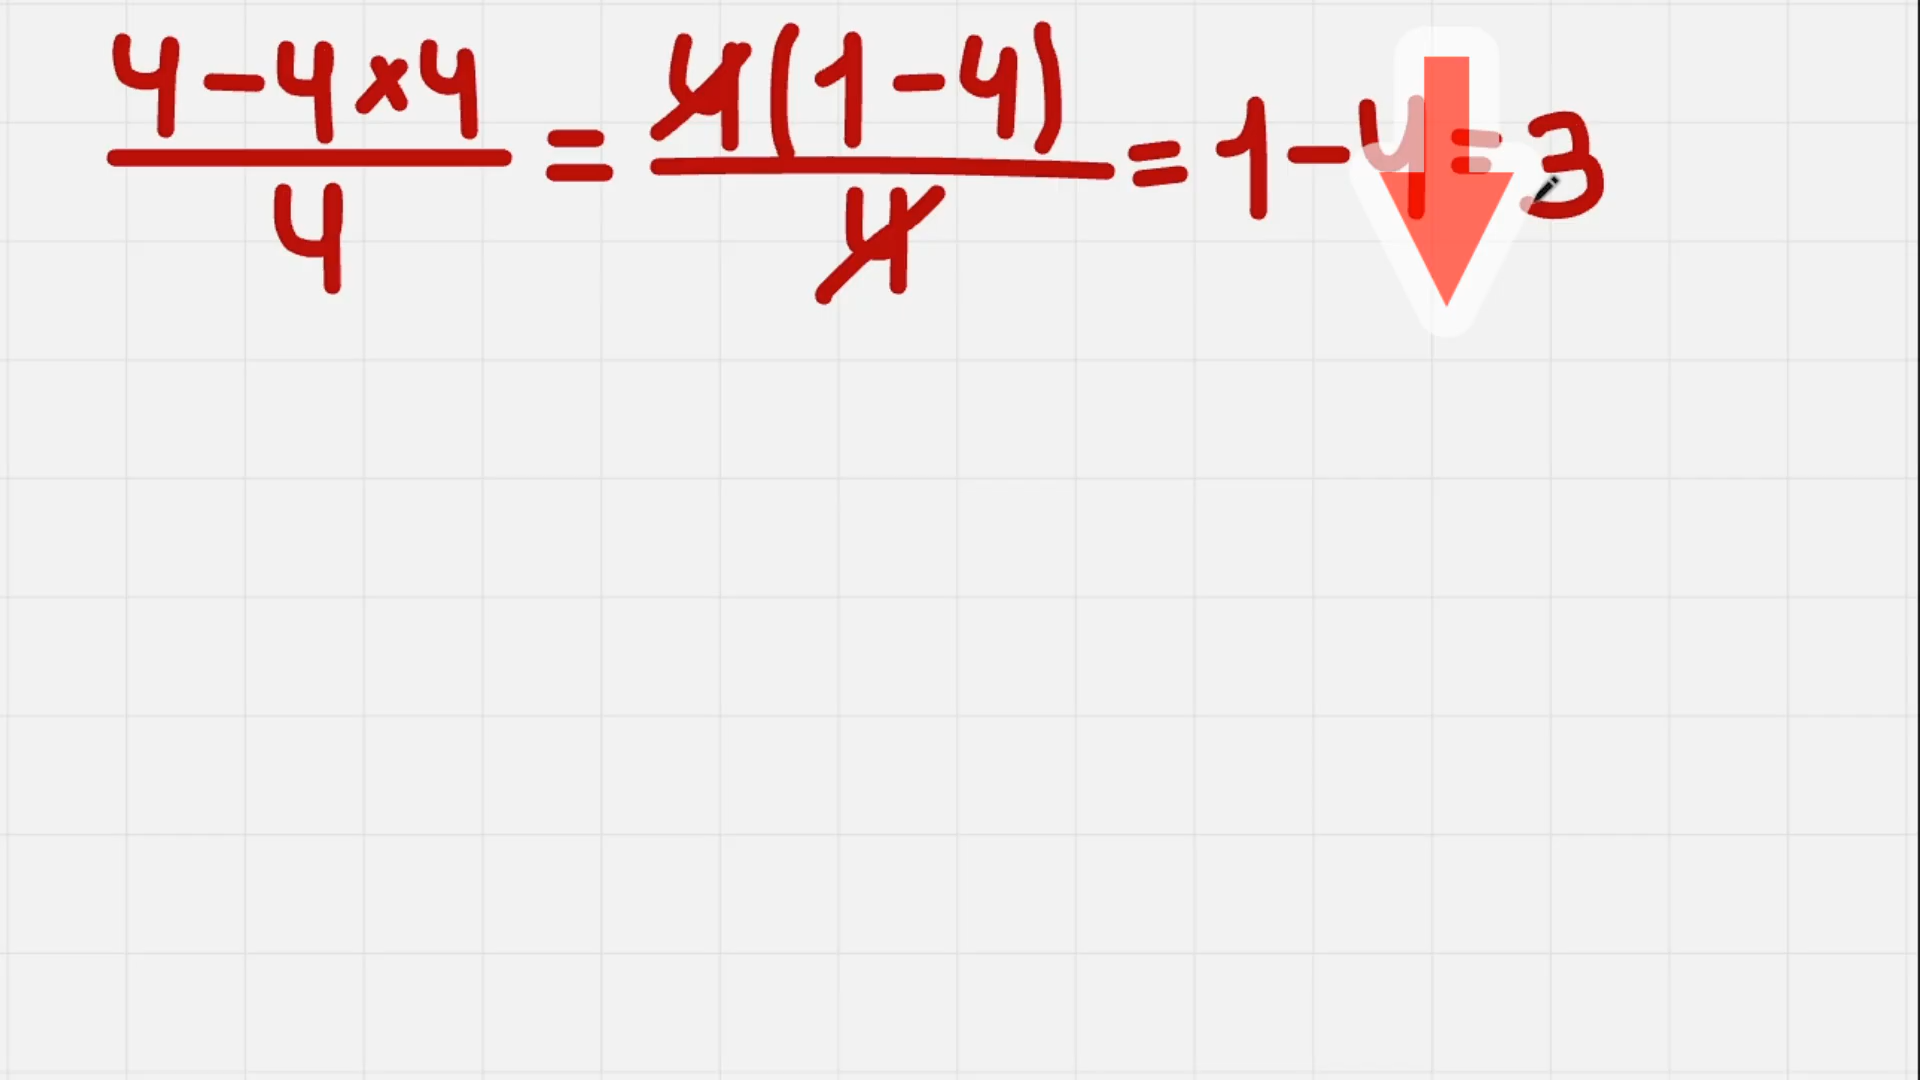 4-4×4/4 = 4(1-4)/4 = 1-4=3